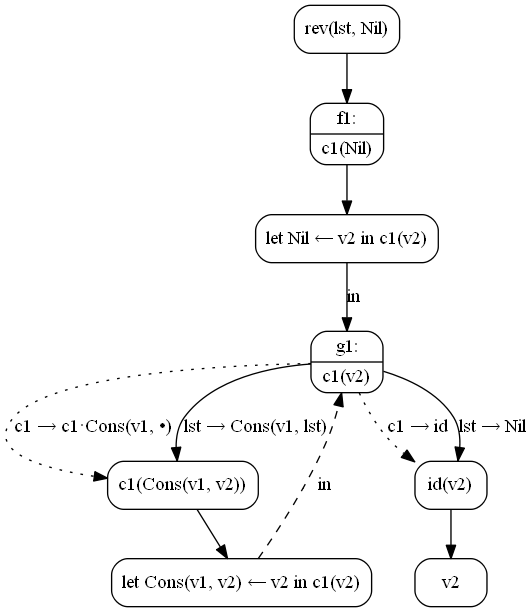 rev(lst, Nil)
f1:
c1(Nil)
let Nil ← v2 in c1(v2)
in
g1:
c1(v2)
c1 → c1·Cons(v1, •)
lst → Cons(v1, lst)
c1 → id
lst → Nil
c1(Cons(v1, v2))
in
id(v2)
let Cons(v1, v2) ← v2 in c1(v2)
v2